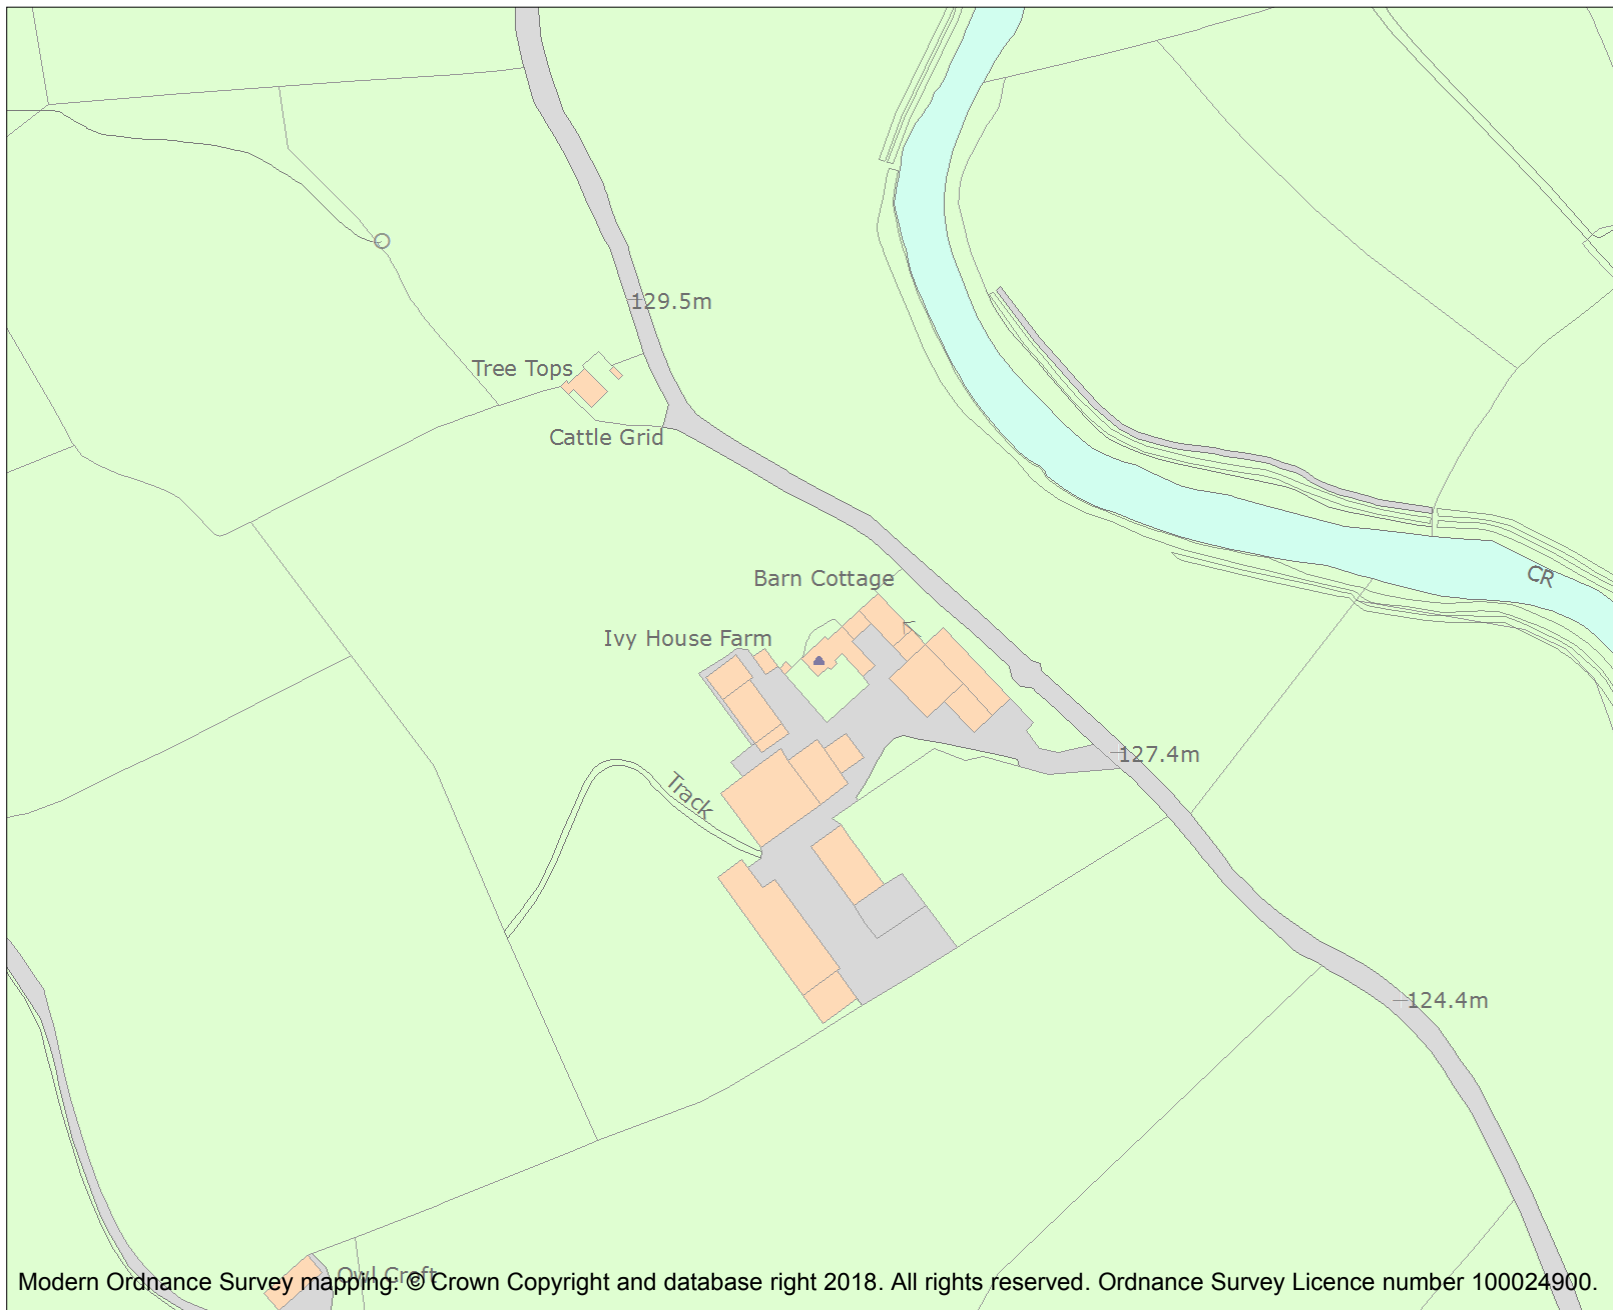 129.5m
Tree Tops
Cattle Grid
CR
Barn Cottage
Ivy House Farm
127.4m
Track
124.4m
Owl Croft
Modern Ordnance Survey mapping: © Crown Copyright and database right 2018. All rights reserved. Ordnance Survey Licence number 100024900.